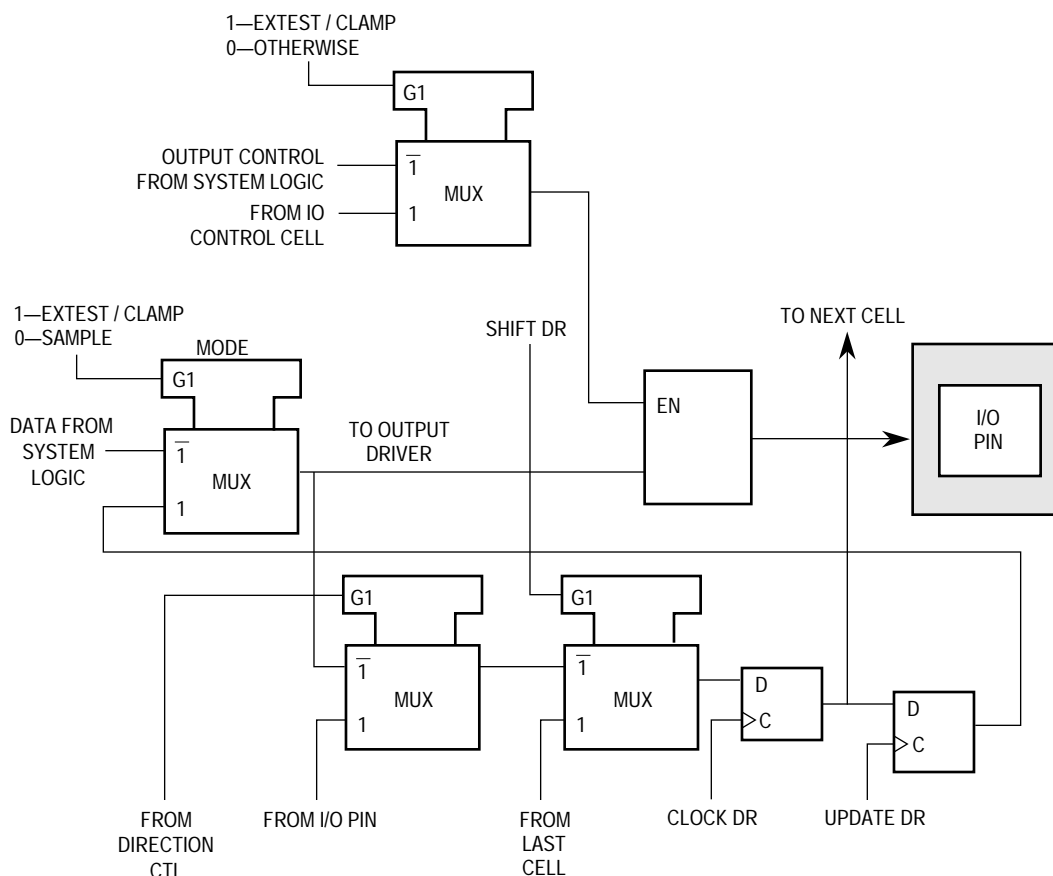 1—EXTEST / CLAMP
0—OTHERWISE
G1
OUTPUT CONTROL
FROM SYSTEM LOGIC
1̅
MUX
FROM IO
CONTROL CELL
1
1—EXTEST / CLAMP
0—SAMPLE
MODE
G1
DATA FROM
SYSTEM
LOGIC
1̅
MUX
1
TO OUTPUT
DRIVER
SHIFT DR
TO NEXT CELL
EN
I/O
PIN
G1
1̅
MUX
1
G1
1̅
MUX
1
D
C
D
C
FROM
DIRECTION
CTL
FROM I/O PIN
FROM
LAST
CELL
CLOCK DR
UPDATE DR